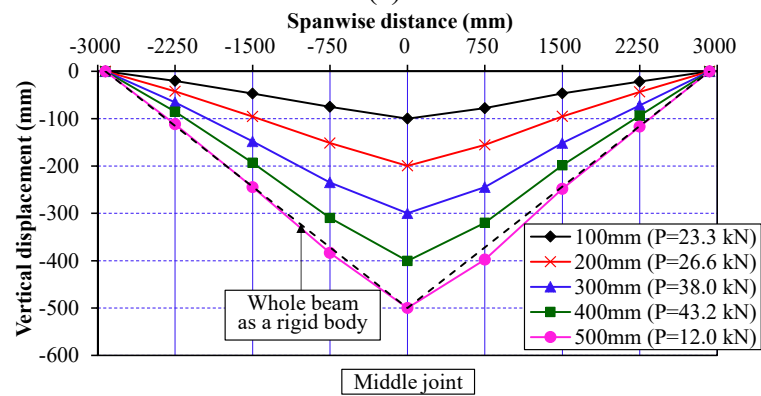 Spanwise distance (mm)
-3000 -2250 -1500 -750 0 750 1500 2250 3000
Vertical displacement (mm)
0
-100
-200
-300
-400
-500
-600
100mm (P=23.3 kN)
200mm (P=26.6 kN)
300mm (P=38.0 kN)
400mm (P=43.2 kN)
500mm (P=12.0 kN)
Whole beam
as a rigid body
Middle joint